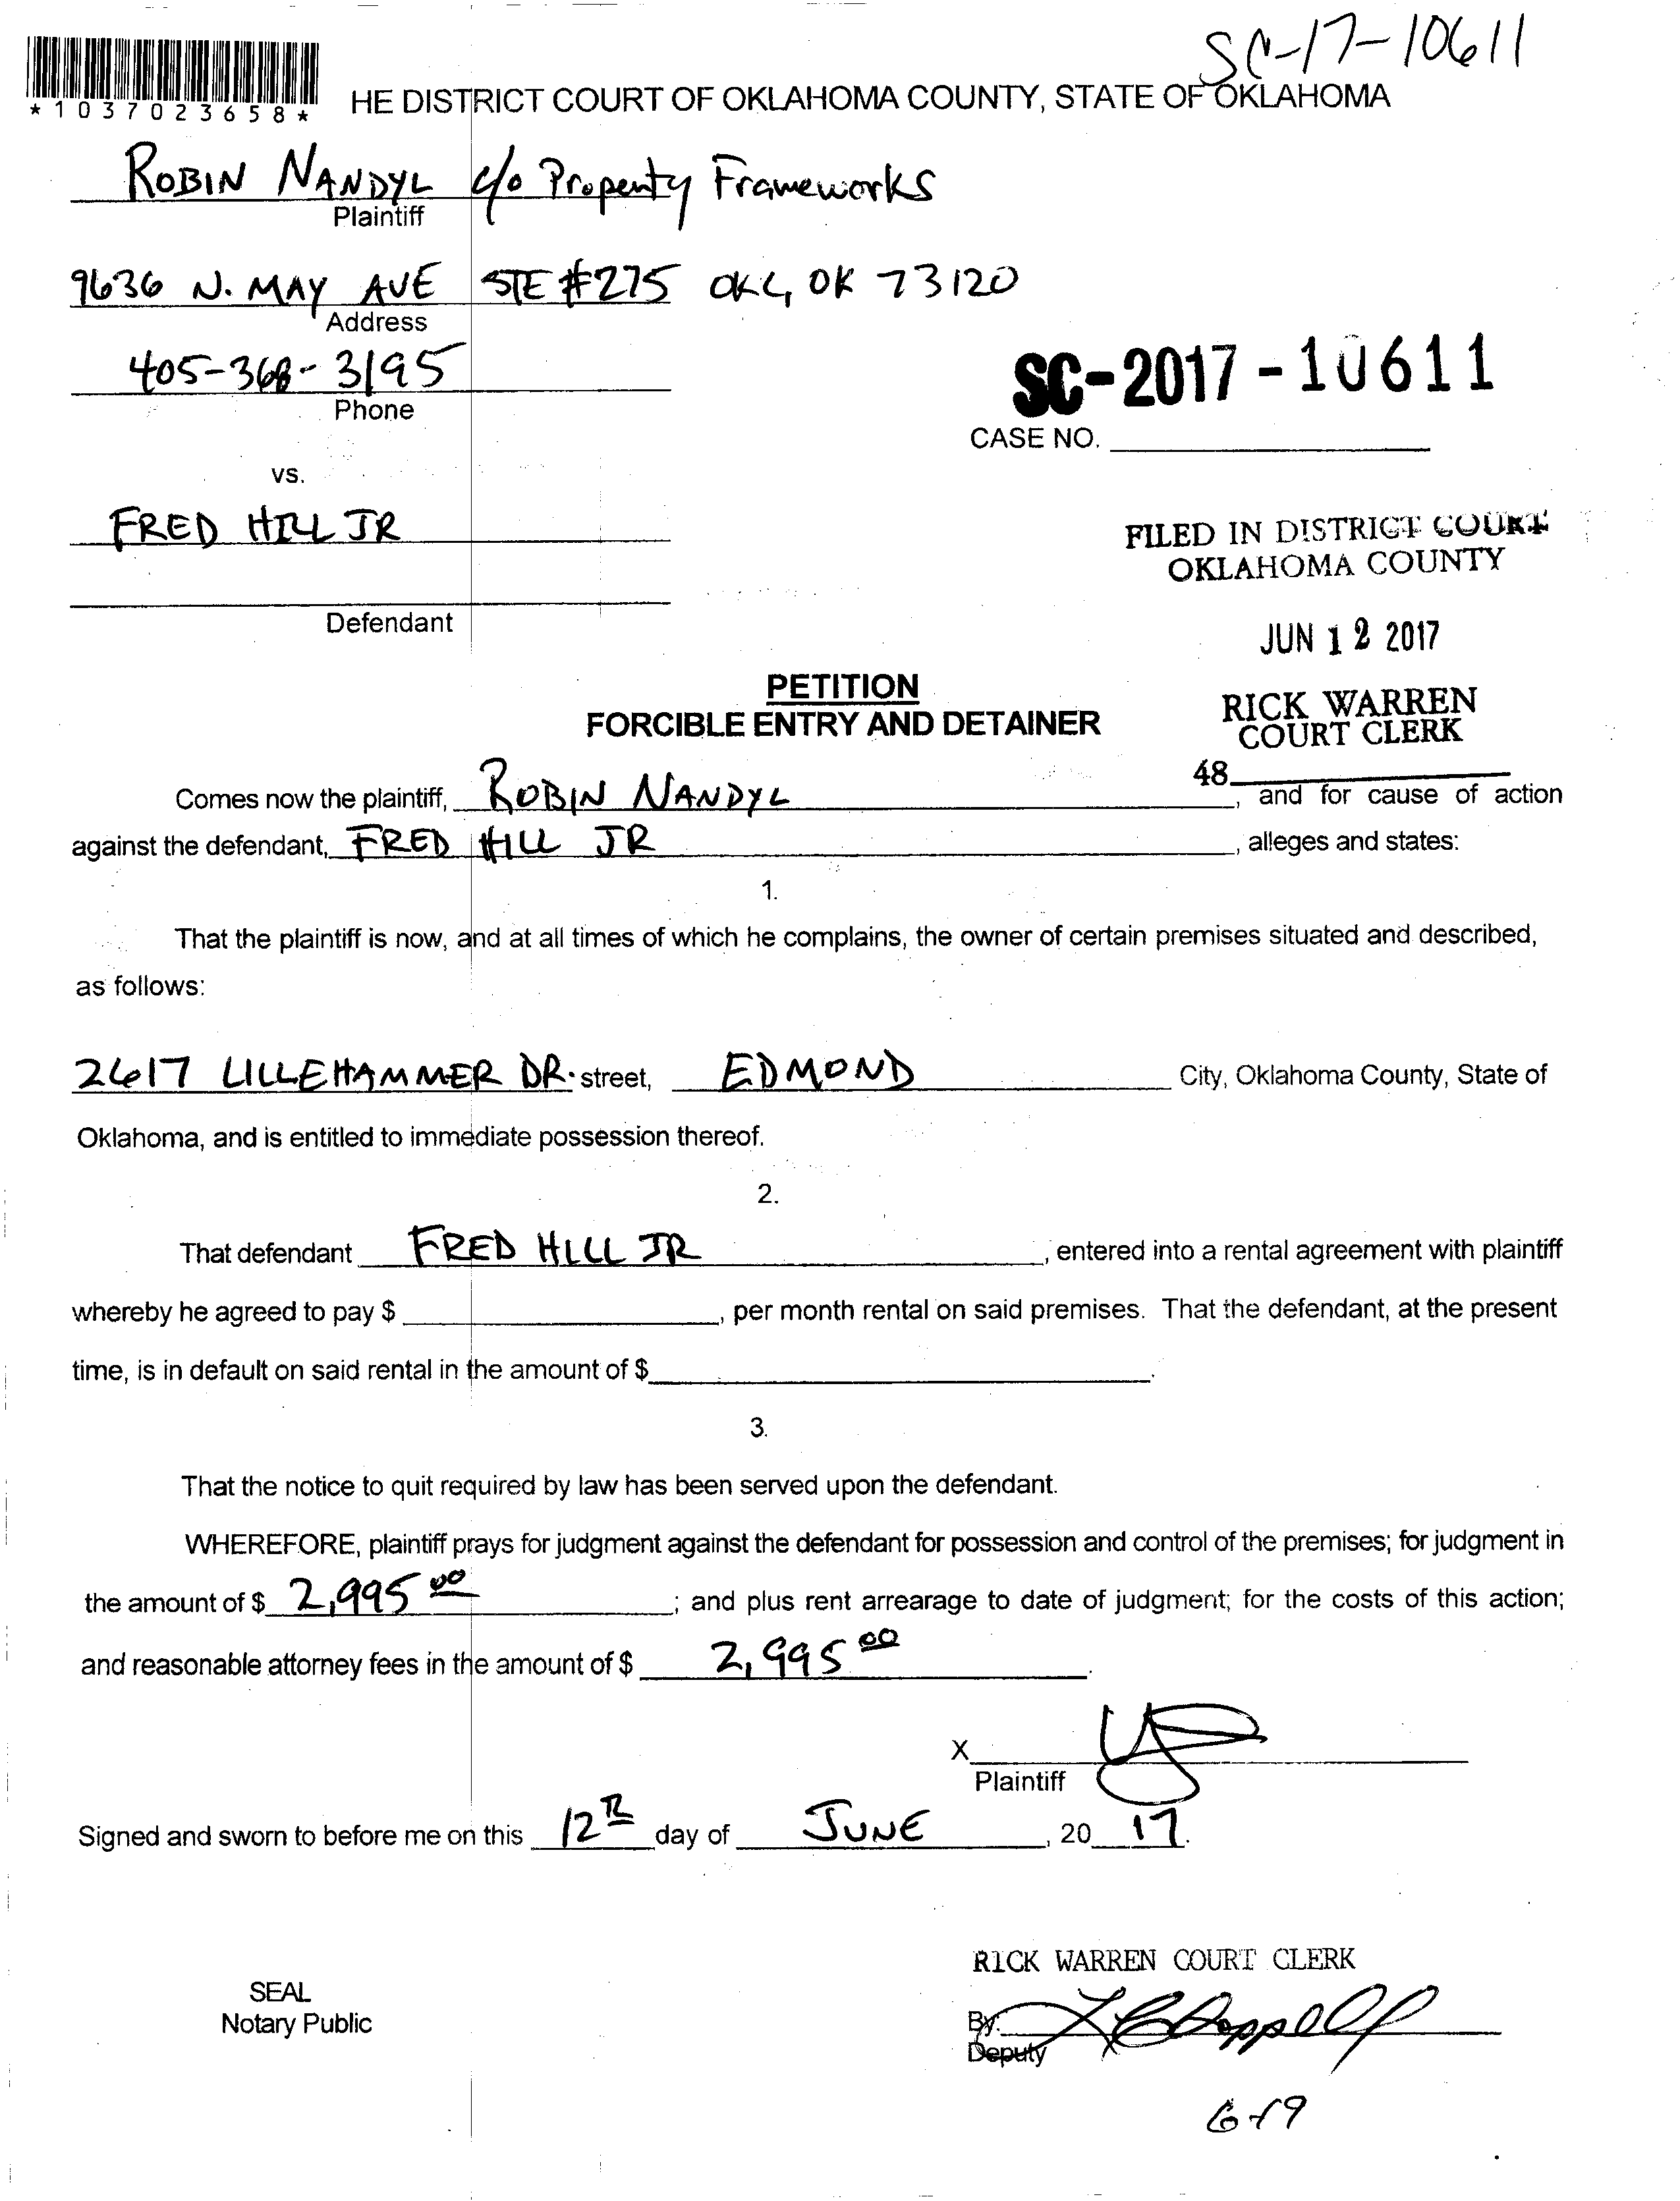 SC-17-10611
*1037023658*
HE DISTRICT COURT OF OKLAHOMA COUNTY, STATE OF OKLAHOMA
ROBIN NANDYL c/o Property Frameworks
Plaintiff
9636 N. MAY AVE STE #275 OKC, OK 73120
Address
405-368-3195
Phone
SC-2017-10611
CASE NO.
vs.
FRED HILL JR
Defendant
FILED IN DISTRICT COURT
OKLAHOMA COUNTY
JUN 12 2017
RICK WARREN
COURT CLERK
48
PETITION
FORCIBLE ENTRY AND DETAINER
Comes now the plaintiff, ROBIN NANDYL, and for cause of action
against the defendant, FRED HILL JR, alleges and states:
1.
That the plaintiff is now, and at all times of which he complains, the owner of certain premises situated and described,
as follows:
2617 LILLEHAMMER DR. street, EDMOND City, Oklahoma County, State of
Oklahoma, and is entitled to immediate possession thereof.
2.
That defendant FRED HILL JR, entered into a rental agreement with plaintiff
whereby he agreed to pay $ , per month rental on said premises. That the defendant, at the present
time, is in default on said rental in the amount of $ .
3.
That the notice to quit required by law has been served upon the defendant.
WHEREFORE, plaintiff prays for judgment against the defendant for possession and control of the premises; for judgment in
the amount of $ 2,995 00; and plus rent arrearage to date of judgment; for the costs of this action;
and reasonable attorney fees in the amount of $ 2,995 00.
X
Plaintiff
Signed and sworn to before me on this 12th day of JUNE, 20 17.
RICK WARREN COURT CLERK
SEAL
Notary Public
By.
Deputy